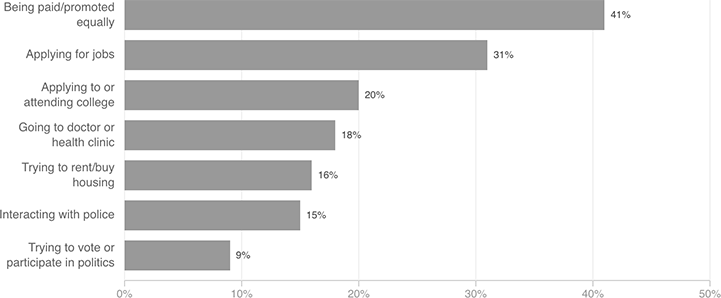 Being paid/promoted
equally
41%
Applying for jobs
31%
Applying to or
attending college
20%
Going to doctor or
health clinic
18%
Trying to rent/buy
housing
16%
Interacting with police
15%
Trying to vote or
participate in politics
9%
0%
10%
20%
30%
40%
50%